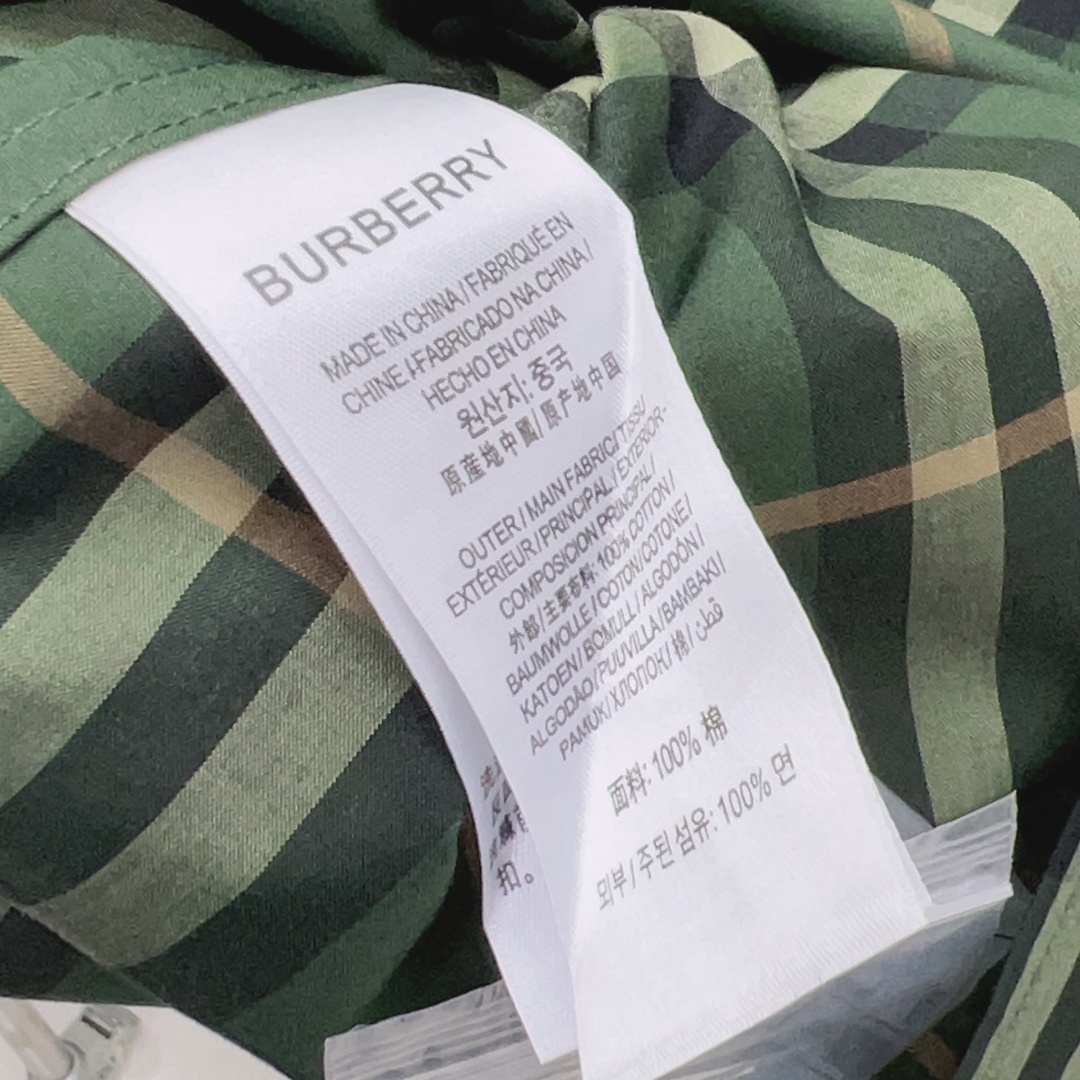 BURBERRY
MADE IN CHINA / FABRIQUÉ EN
CHINE / FABRICADO NA CHINA /
HECHO EN CHINA
원산지: 중국
原産地中國 / 原产地中国
OUTER / MAIN FABRIC / TISSU
EXTÉRIEUR / PRINCIPAL / EXTERIOR-
COMPOSICION PRINCIPAL /
外部 / 主要布料: 100% COTTON /
BAUMWOLLE / COTON / COTONE /
KATOEN / BOMULL / ALGODÓN /
ALGODÃO / PUUVILLA / BAMBAKI /
PAMUK / ХЛОПОК / 棉 / قطن
面料: 100% 棉
외부 / 주된 섬유: 100% 면
扣。